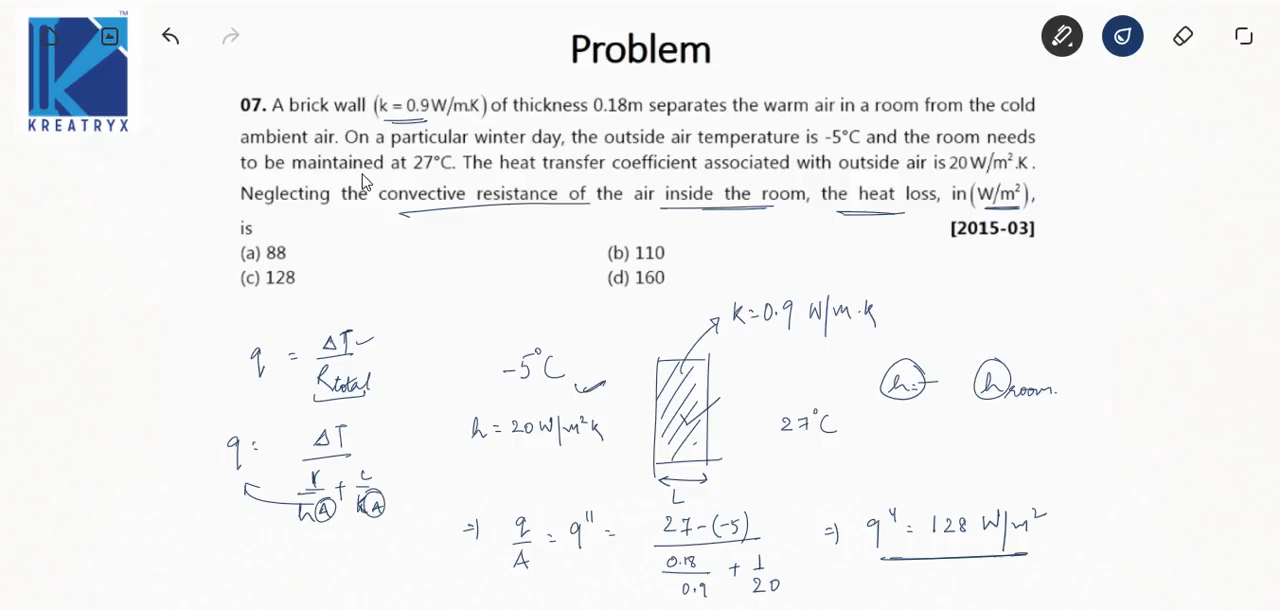 TM
KREATRYX
Problem
07. A brick wall (k = 0.9 W/m.K) of thickness 0.18m separates the warm air in a room from the cold
ambient air. On a particular winter day, the outside air temperature is -5°C and the room needs
to be maintained at 27°C. The heat transfer coefficient associated with outside air is 20 W/m².K.
Neglecting the convective resistance of the air inside the room, the heat loss, in (W/m²),
is [2015-03]
(a) 88 (b) 110
(c) 128 (d) 160
K=0.9 W/m.k
q = ΔT / Rtotal
-5°C
h= hroom.
h = 20 W/m²k
27°C
q = ΔT / (1/hA + L/kA)
L
⇒ q/A = q" = 27-(-5) / (0.18/0.9 + 1/20) ⇒ q" = 128 W/m²